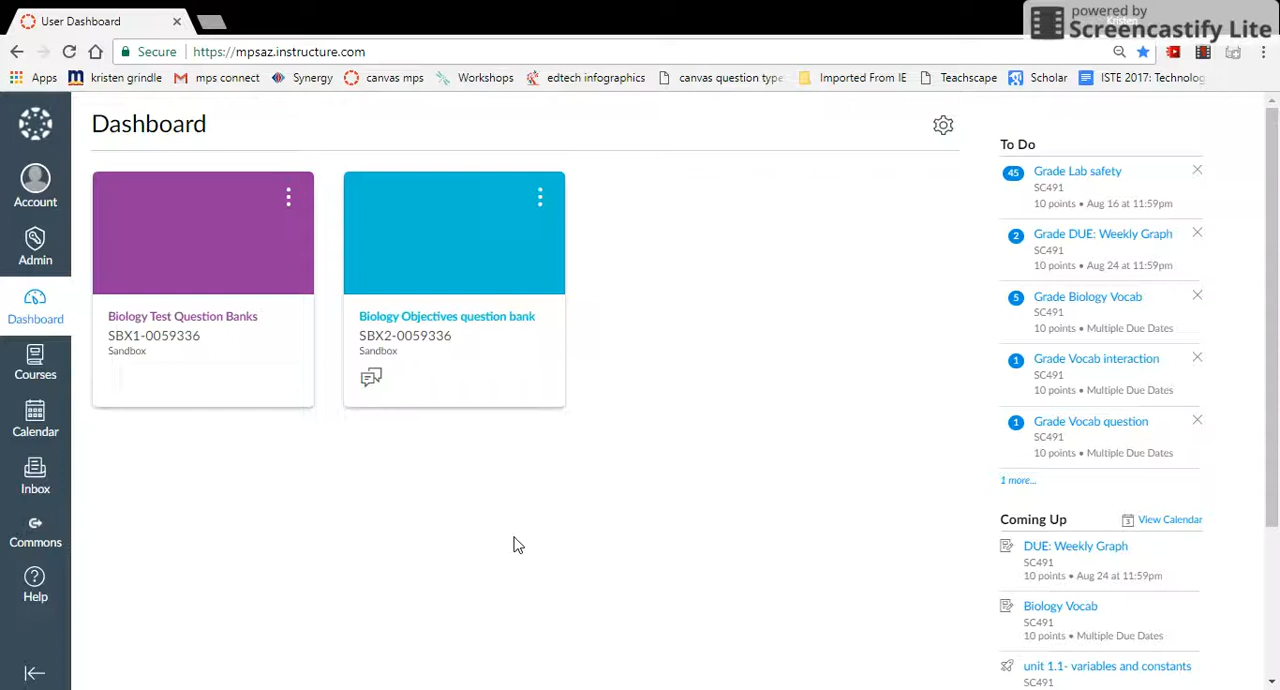 User Dashboard
powered by
Screencastify Lite
Kristen
Secure https://mpsaz.instructure.com
Apps kristen grindle mps connect Synergy canvas mps Workshops edtech infographics canvas question type Imported From IE Teachscape Scholar ISTE 2017: Technolog
Dashboard
Account
Admin
Dashboard
Courses
Calendar
Inbox
Commons
Help
Biology Test Question Banks
SBX1-0059336
Sandbox
Biology Objectives question bank
SBX2-0059336
Sandbox
To Do
45 Grade Lab safety
SC491
10 points • Aug 16 at 11:59pm
2 Grade DUE: Weekly Graph
SC491
10 points • Aug 24 at 11:59pm
5 Grade Biology Vocab
SC491
10 points • Multiple Due Dates
1 Grade Vocab interaction
SC491
10 points • Multiple Due Dates
1 Grade Vocab question
SC491
10 points • Multiple Due Dates
1 more...
Coming Up 3 View Calendar
DUE: Weekly Graph
SC491
10 points • Aug 24 at 11:59pm
Biology Vocab
SC491
10 points • Multiple Due Dates
unit 1.1- variables and constants
SC491